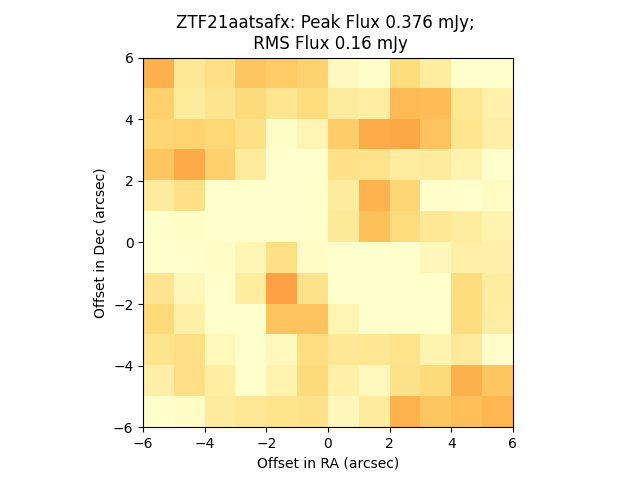 ZTF21aatsafx: Peak Flux 0.376 mJy;
RMS Flux 0.16 mJy
6
4
2
0
−2
−4
−6
Offset in Dec (arcsec)
−6 −4 −2 0 2 4 6
Offset in RA (arcsec)